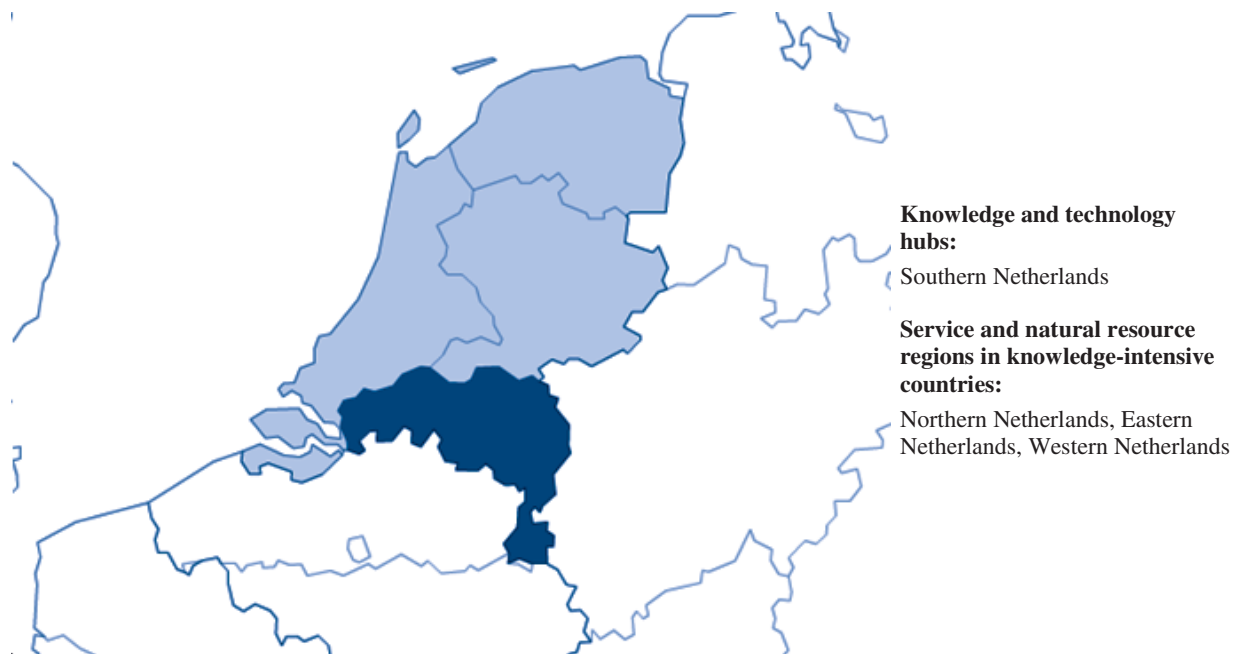 Knowledge and technology
hubs:
Southern Netherlands
Service and natural resource
regions in knowledge-intensive
countries:
Northern Netherlands, Eastern
Netherlands, Western Netherlands